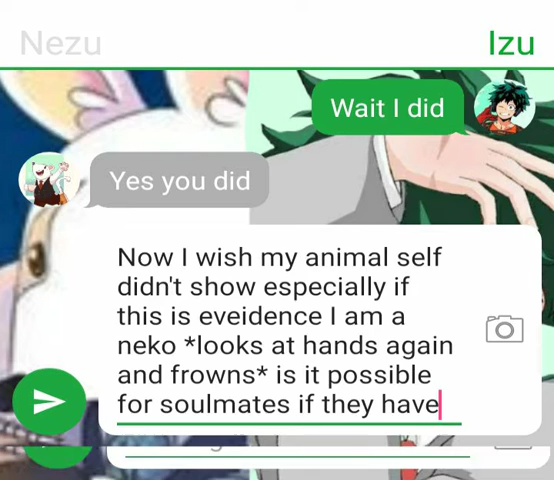 Nezu
Izu
Wait I did
Yes you did
Now I wish my animal self
didn't show especially if
this is eveidence I am a
neko *looks at hands again
and frowns* is it possible
for soulmates if they have